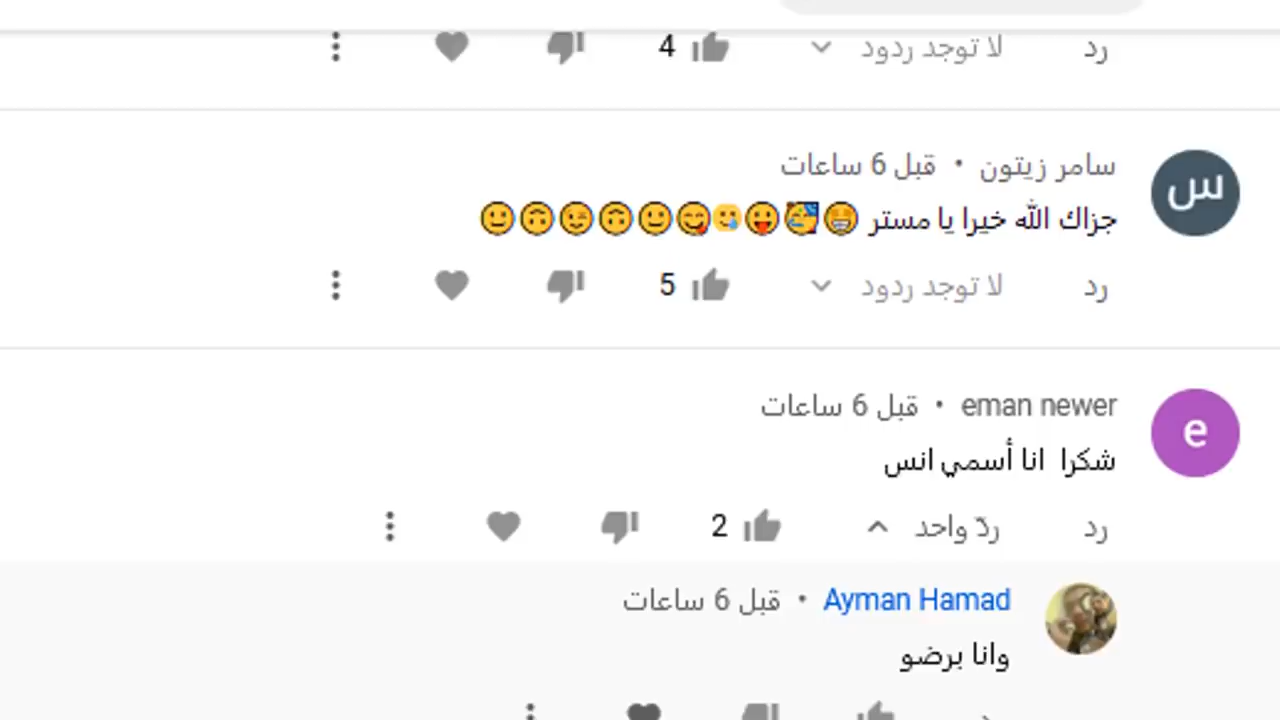 رد لا توجد ردود 4
س
سامر زيتون • قبل 6 ساعات
جزاك الله خيرا يا مستر 😁🥳😛🥲😋🙂🙃😉🙃🙂
رد لا توجد ردود 5
e
eman newer • قبل 6 ساعات
شكرا انا أسمي انس
رد ردّ واحد 2
Ayman Hamad • قبل 6 ساعات
وانا برضو